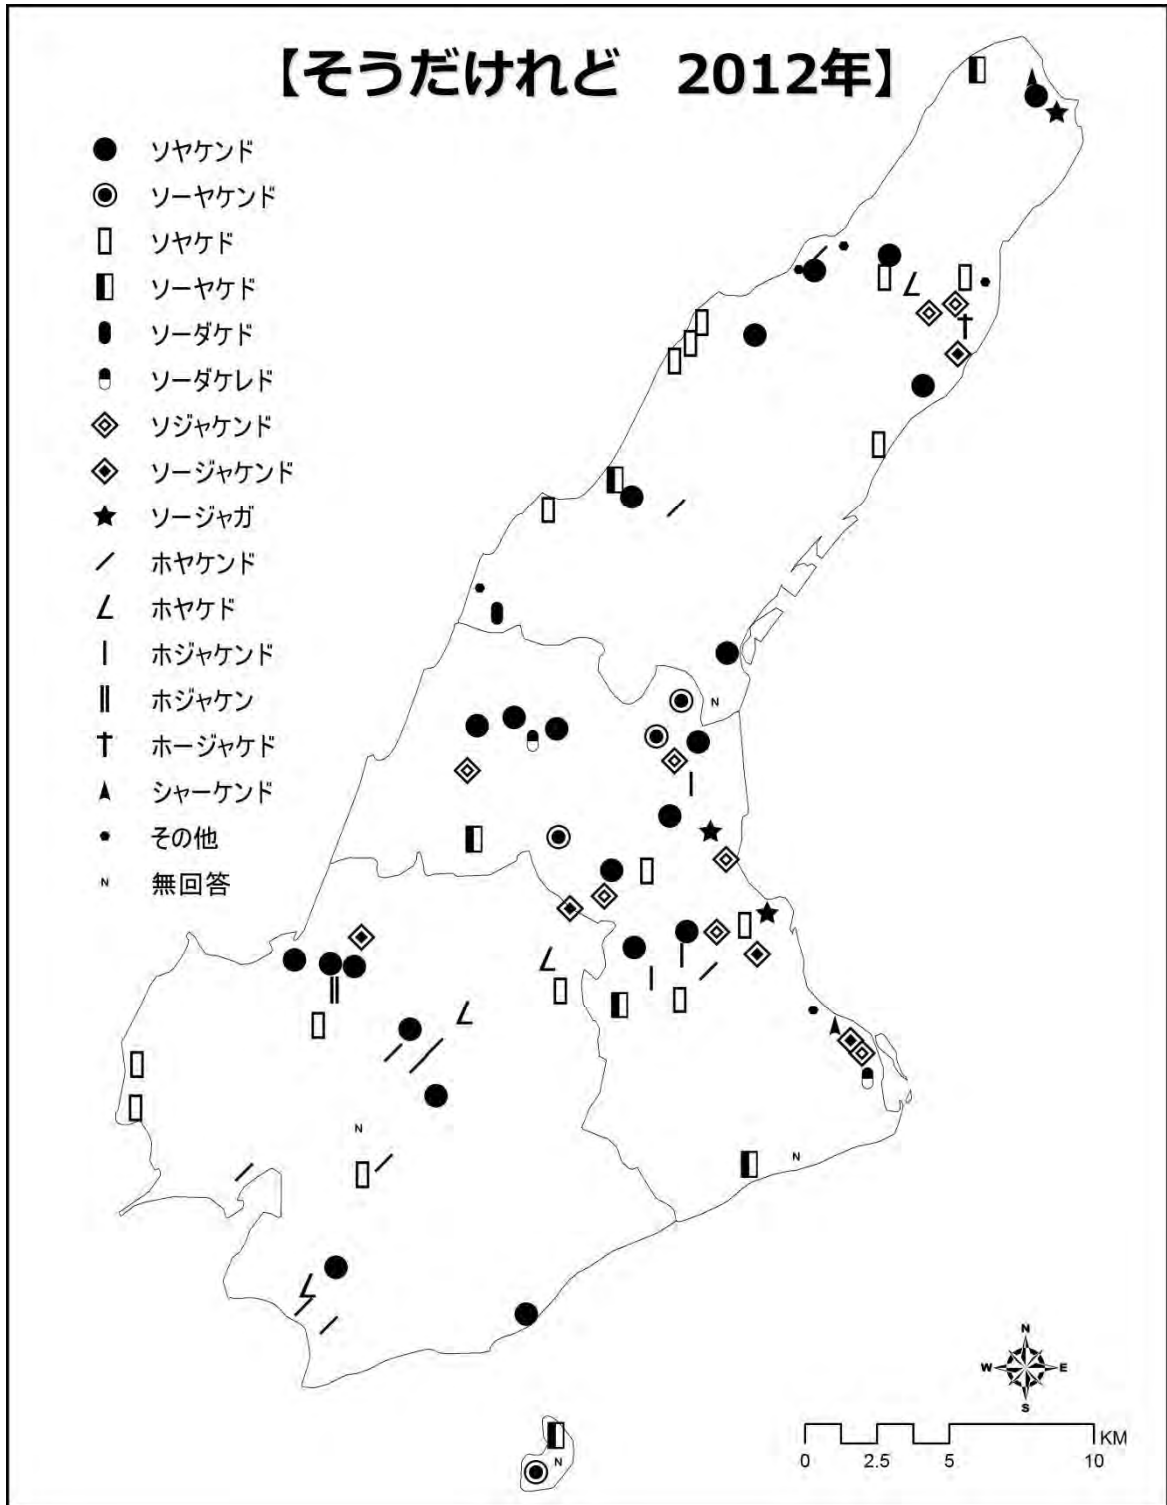 【そうだけれど　2012年】
ソヤケンド
ソーヤケンド
ソヤケド
ソーヤケド
ソーダケド
ソーダケレド
ソジャケンド
ソージャケンド
ソージャガ
ホヤケンド
ホヤケド
ホジャケンド
ホジャケン
ホージャケド
シャーケンド
その他
N 無回答
N
N
N
N
N
W E
S
KM
0 2.5 5 10
N